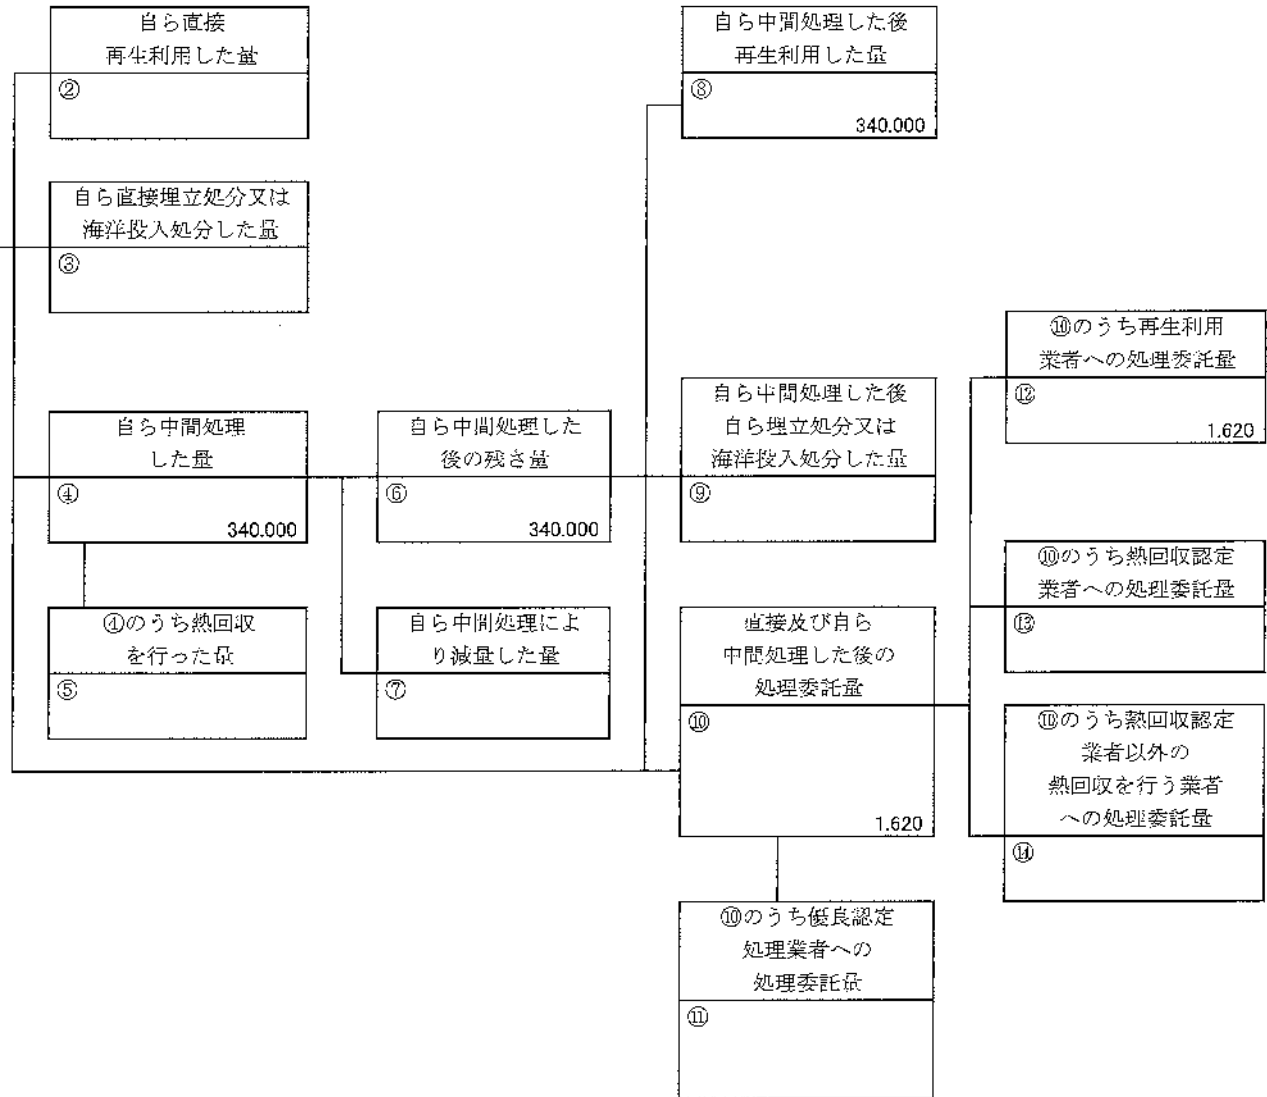 自ら直接
再生利用した量
②
自ら中間処理した後
再生利用した量
⑧
340.000
自ら直接埋立処分又は
海洋投入処分した量
③
⑩のうち再生利用
業者への処理委託量
⑫
1.620
自ら中間処理
した量
④
340.000
自ら中間処理した
後の残さ量
⑥
340.000
自ら中間処理した後
自ら埋立処分又は
海洋投入処分した量
⑨
⑩のうち熱回収認定
業者への処理委託量
⑬
④のうち熱回収
を行った量
⑤
自ら中間処理によ
り減量した量
⑦
直接及び自ら
中間処理した後の
処理委託量
⑩
1.620
⑩のうち熱回収認定
業者以外の
熱回収を行う業者
への処理委託量
⑭
⑩のうち優良認定
処理業者への
処理委託量
⑪